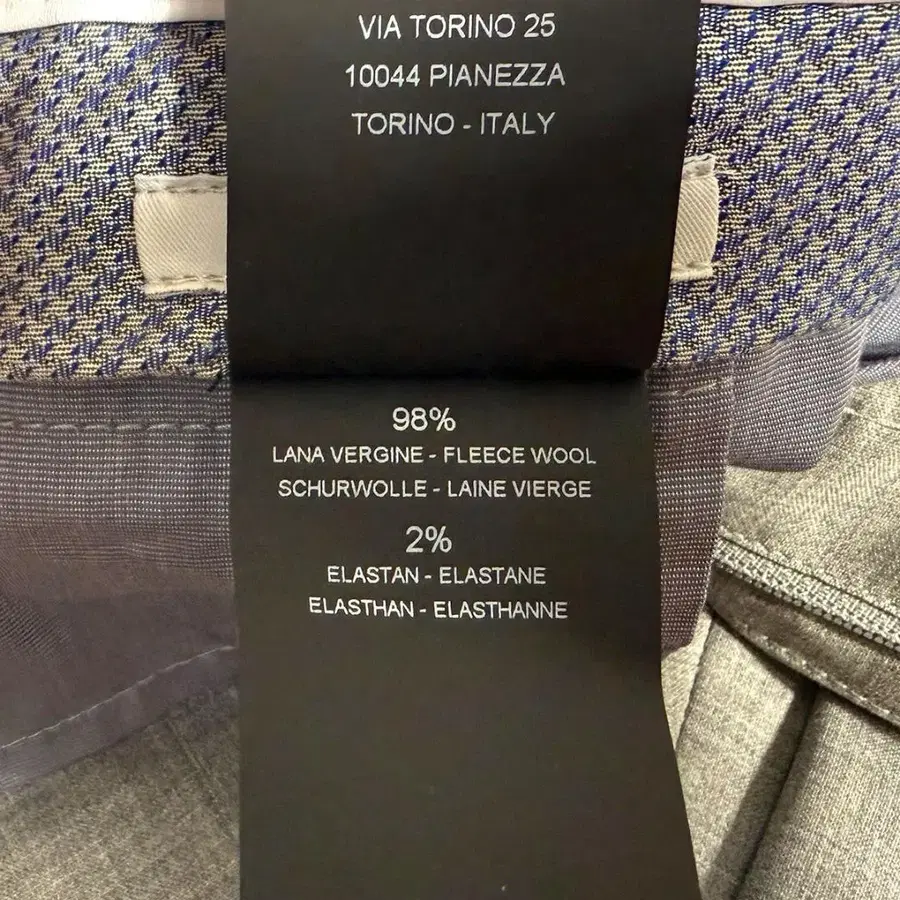 VIA TORINO 25
10044 PIANEZZA
TORINO - ITALY
98%
LANA VERGINE - FLEECE WOOL
SCHURWOLLE - LAINE VIERGE
2%
ELASTAN - ELASTANE
ELASTHAN - ELASTHANNE